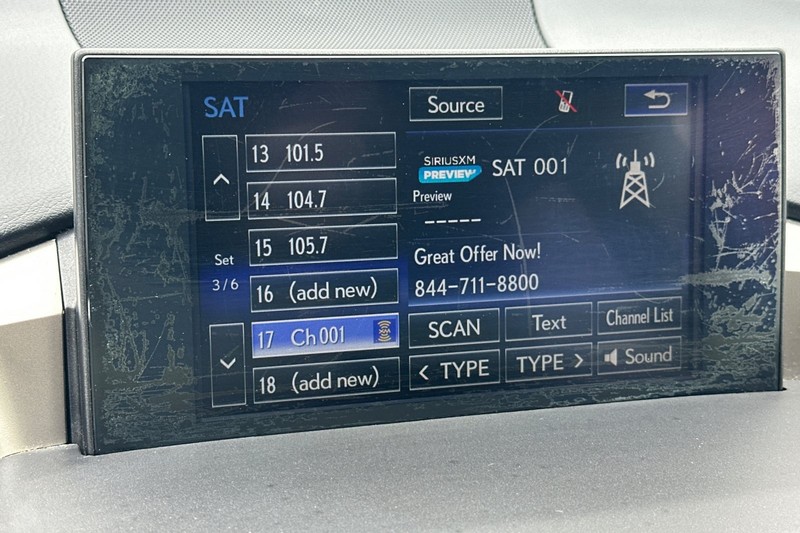 SAT
Source
13 101.5
14 104.7
15 105.7
16 (add new)
17 Ch 001
18 (add new)
Set
3/6
SIRIUSXM
PREVIEW
SAT 001
Preview
-----
Great Offer Now!
844-711-8800
SCAN
Text
Channel List
< TYPE
TYPE >
Sound